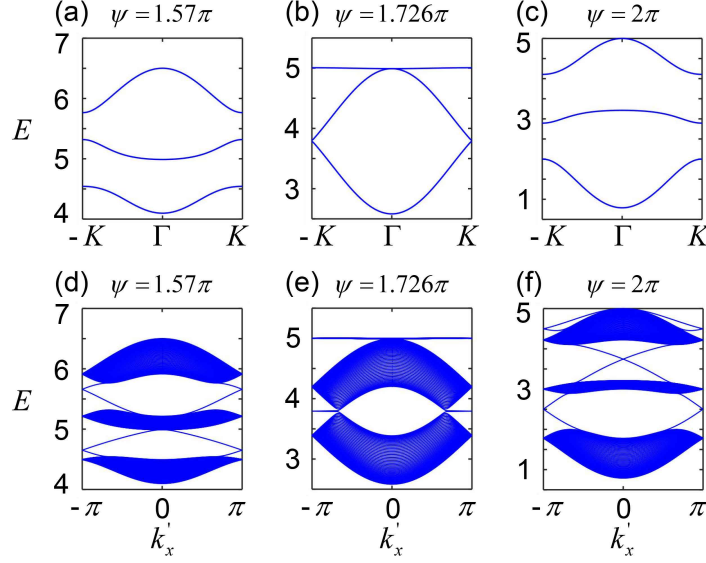 (a) ψ = 1.57π
(b) ψ = 1.726π
(c) ψ = 2π
E
7
6
5
4
-K Γ K
5
4
3
-K Γ K
5
3
1
-K Γ K
(d) ψ = 1.57π
(e) ψ = 1.726π
(f) ψ = 2π
E
7
6
5
4
-π 0 π
k'x
5
4
3
-π 0 π
k'x
5
3
1
-π 0 π
k'x